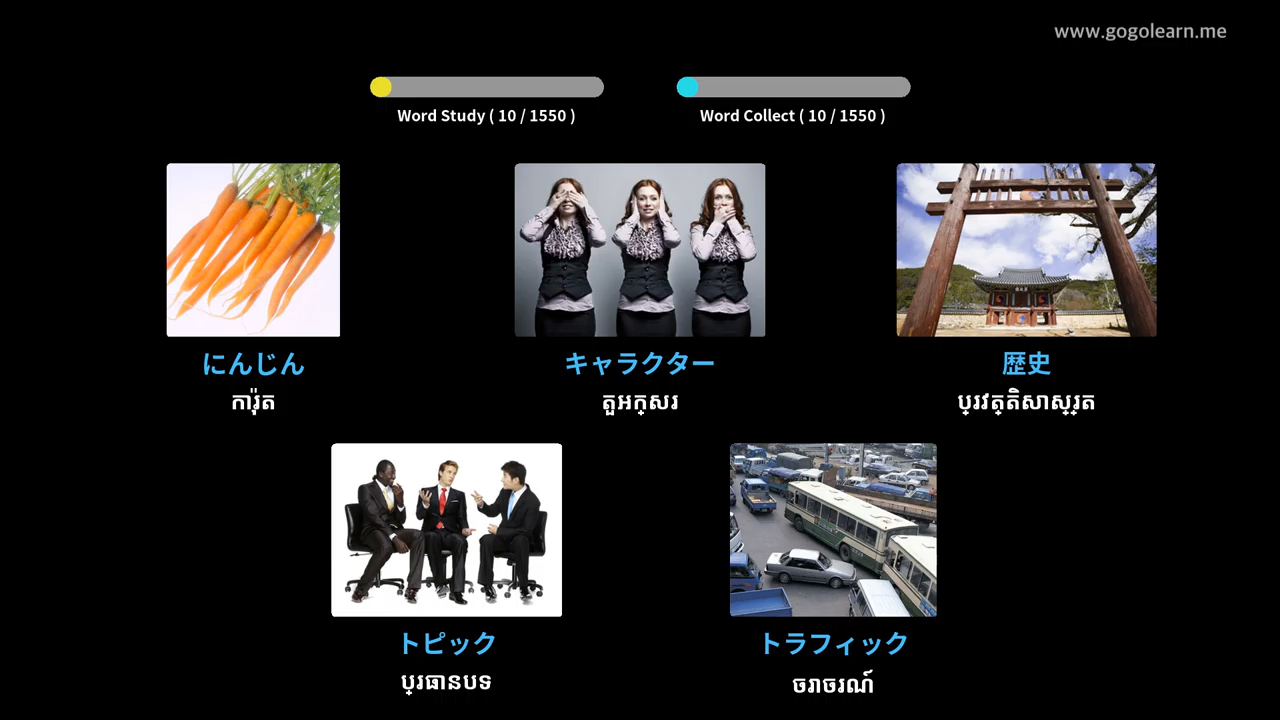 www.gogolearn.me
Word Study ( 10 / 1550 )
Word Collect ( 10 / 1550 )
にんじん
キャラクター
歴史
ការ៉ុត
តួអក្សរ
ប្រវត្តិសាស្រ្ត
トピック
トラフィック
ប្រធានបទ
ចរាចរណ៍